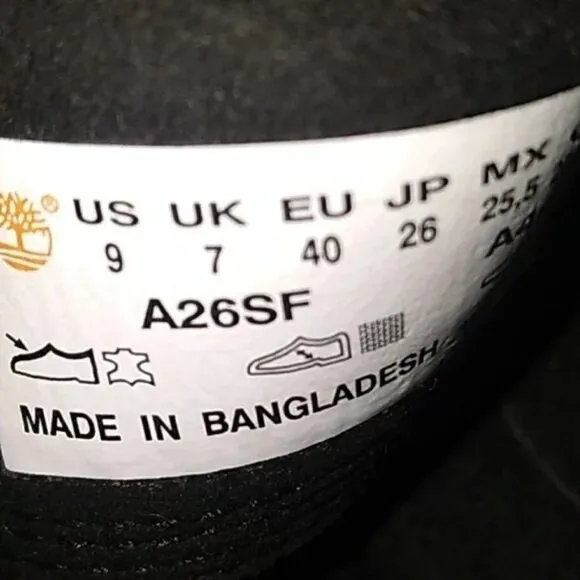 ® US UK EU JP MX
9 7 40 26 25,5
A26SF
MADE IN BANGLADESH